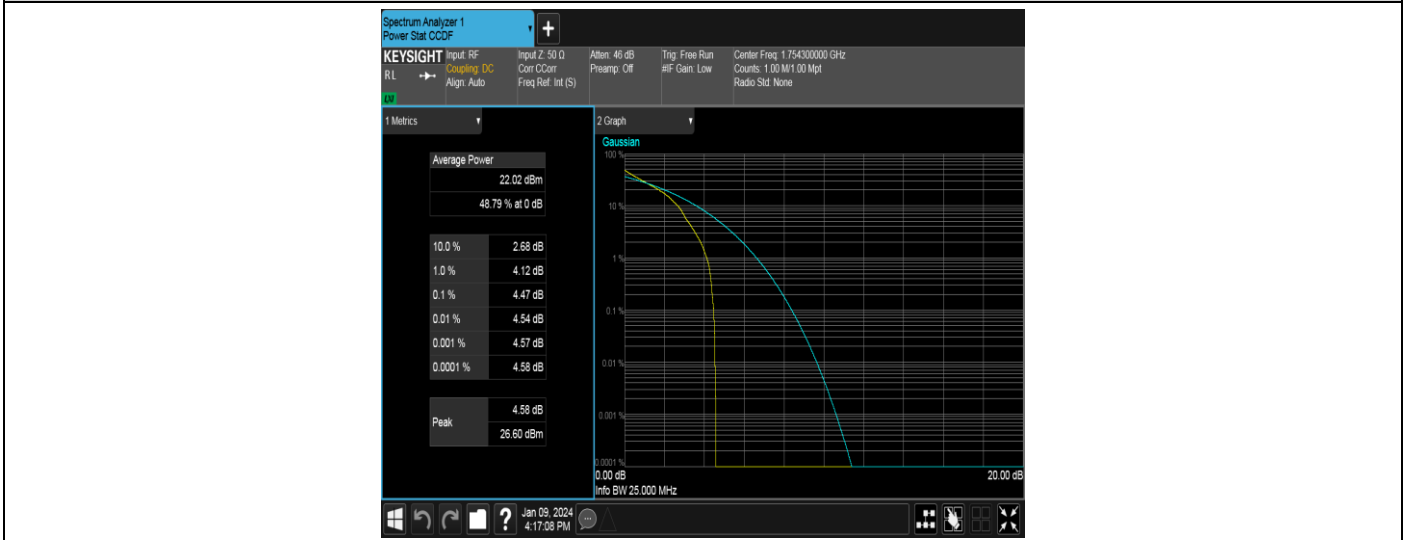 Spectrum Analyzer 1
Power Stat CCDF
+
KEYSIGHT
RL
LXI
Input: RF
Coupling: DC
Align: Auto
Input Z: 50 Ω
Corr CCorr
Freq Ref: Int (S)
Atten: 46 dB
Preamp: Off
Trig: Free Run
#IF Gain: Low
Center Freq: 1.754300000 GHz
Counts: 1.00 M/1.00 Mpt
Radio Std: None
1 Metrics
Average Power
22.02 dBm
48.79 % at 0 dB
10.0 % 2.68 dB
1.0 % 4.12 dB
0.1 % 4.47 dB
0.01 % 4.54 dB
0.001 % 4.57 dB
0.0001 % 4.58 dB
Peak
4.58 dB
26.60 dBm
2 Graph
Gaussian
100 %
10 %
1 %
0.1 %
0.01 %
0.001 %
0.0001 %
0.00 dB 20.00 dB
Info BW 25.000 MHz
?
Jan 09, 2024
4:17:08 PM